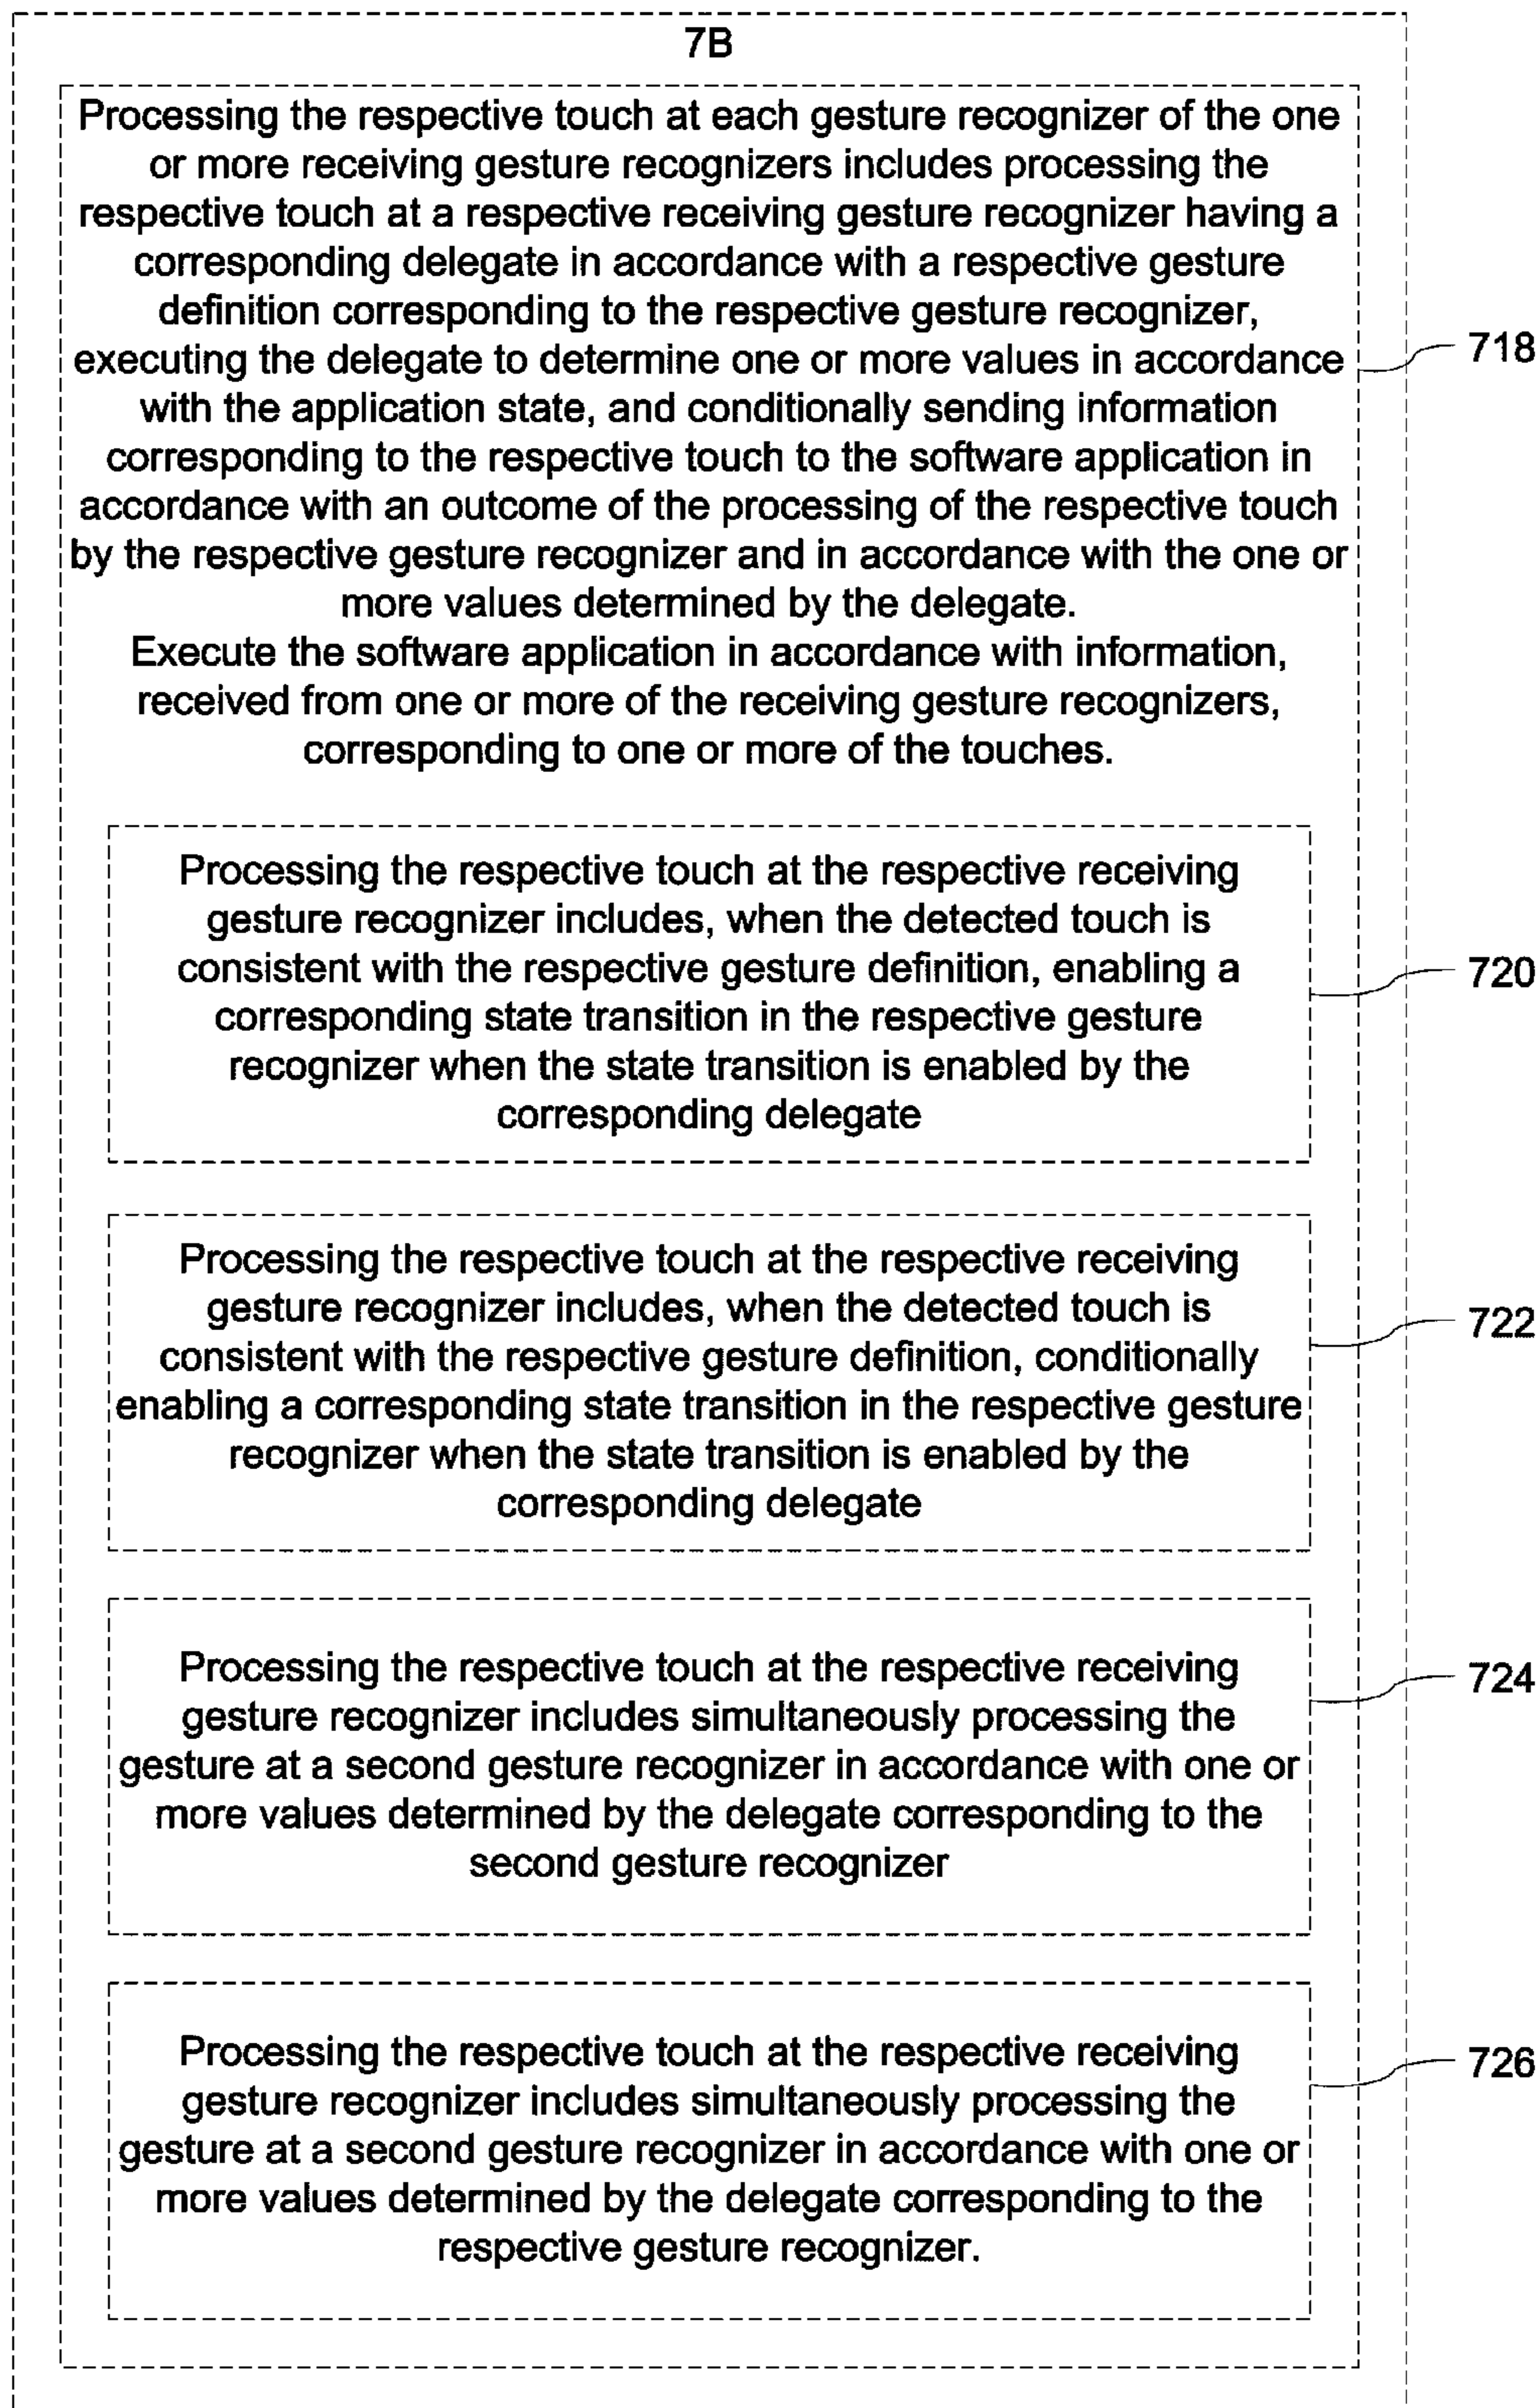 7B
Processing the respective touch at each gesture recognizer of the one
or more receiving gesture recognizers includes processing the
respective touch at a respective receiving gesture recognizer having a
corresponding delegate in accordance with a respective gesture
definition corresponding to the respective gesture recognizer,
executing the delegate to determine one or more values in accordance
with the application state, and conditionally sending information
corresponding to the respective touch to the software application in
accordance with an outcome of the processing of the respective touch
by the respective gesture recognizer and in accordance with the one or
more values determined by the delegate.
Execute the software application in accordance with information,
received from one or more of the receiving gesture recognizers,
corresponding to one or more of the touches.
718
Processing the respective touch at the respective receiving
gesture recognizer includes, when the detected touch is
consistent with the respective gesture definition, enabling a
corresponding state transition in the respective gesture
recognizer when the state transition is enabled by the
corresponding delegate
720
Processing the respective touch at the respective receiving
gesture recognizer includes, when the detected touch is
consistent with the respective gesture definition, conditionally
enabling a corresponding state transition in the respective gesture
recognizer when the state transition is enabled by the
corresponding delegate
722
Processing the respective touch at the respective receiving
gesture recognizer includes simultaneously processing the
gesture at a second gesture recognizer in accordance with one or
more values determined by the delegate corresponding to the
second gesture recognizer
724
Processing the respective touch at the respective receiving
gesture recognizer includes simultaneously processing the
gesture at a second gesture recognizer in accordance with one or
more values determined by the delegate corresponding to the
respective gesture recognizer.
726